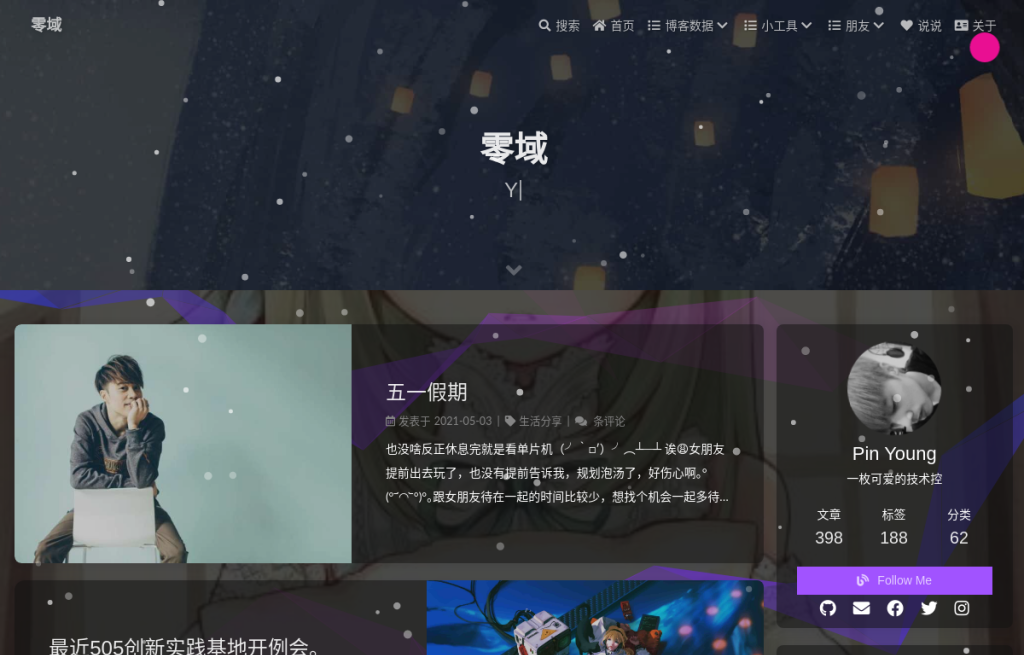 零域
搜索 首页 博客数据 小工具 朋友 说说 关于
零域
Y|
五一假期
发表于 2021-05-03 | 生活分享 | 条评论
也没啥反正休息完就是看单片机（╯‵□′）╯︵┴─┴ 诶😩女朋友
提前出去玩了，也没有提前告诉我，规划泡汤了，好伤心啊。º
(º˜◠˜º)º。跟女朋友待在一起的时间比较少，想找个机会一起多待...
Pin Young
一枚可爱的技术控
文章 标签 分类
398 188 62
Follow Me
最近505创新实践基地开例会。